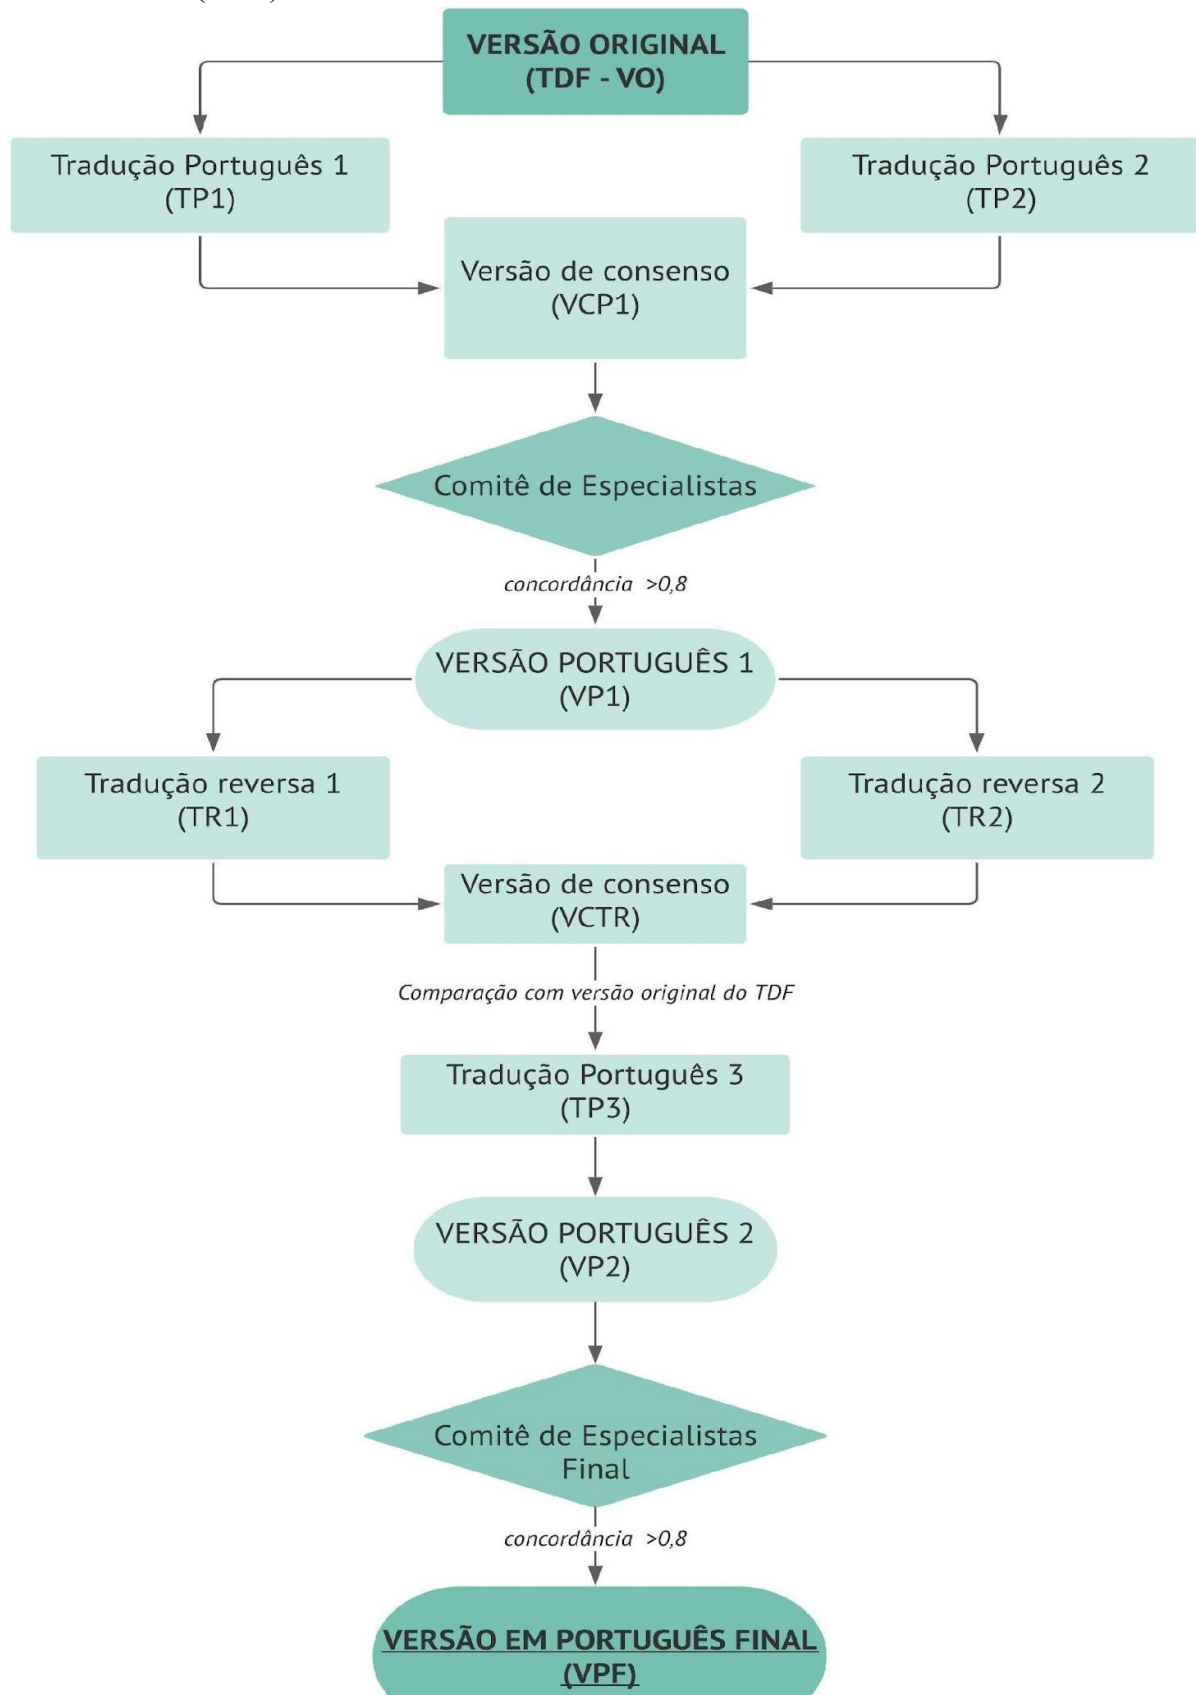 VERSÃO ORIGINAL
(TDF - VO)
Tradução Português 1
(TP1)
Tradução Português 2
(TP2)
Versão de consenso
(VCP1)
Comitê de Especialistas
concordância >0,8
VERSÃO PORTUGUÊS 1
(VP1)
Tradução reversa 1
(TR1)
Tradução reversa 2
(TR2)
Versão de consenso
(VCTR)
Comparação com versão original do TDF
Tradução Português 3
(TP3)
VERSÃO PORTUGUÊS 2
(VP2)
Comitê de Especialistas
Final
concordância >0,8
VERSÃO EM PORTUGUÊS FINAL
(VPF)